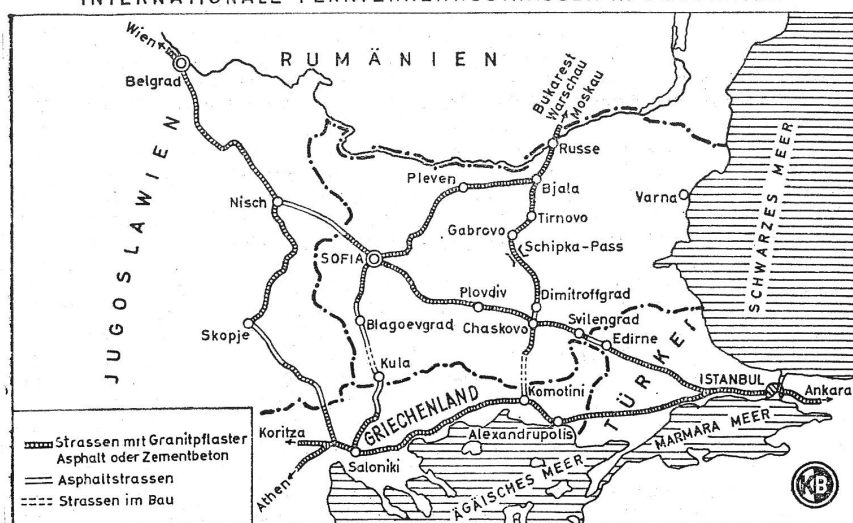 Wien
Belgrad
RUMÄNIEN
Bukarest
Warschau
Moskau
Russe
JUGOSLAWIEN
Nisch
Pleven
Bjala
Varna
SCHWARZES MEER
Tirnovo
Gabrovo
Schipka-Pass
SOFIA
Plovdiv
Dimitroffgrad
Svilengrad
Skopje
Blagoevgrad
Chaskovo
Edirne
Kula
TÜRKEI
ISTANBUL
Ankara
GRIECHENLAND
Komotini
Koritza
Alexandrupolis
MARMARA MEER
Saloniki
Athen
ÄGÄISCHES MEER
Strassen mit Granitpflaster
Asphalt oder Zementbeton
Asphaltstrassen
Strassen im Bau
KB